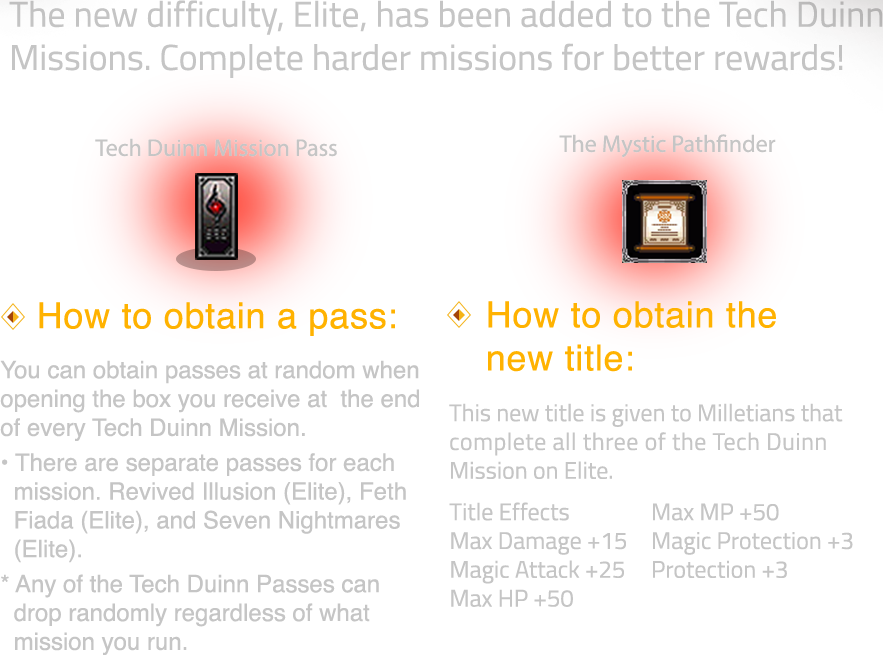 The new difficulty, Elite, has been added to the Tech Duinn
Missions. Complete harder missions for better rewards!
Tech Duinn Mission Pass
How to obtain a pass:
You can obtain passes at random when
opening the box you receive at  the end
of every Tech Duinn Mission.
• There are separate passes for each
mission. Revived Illusion (Elite), Feth
Fiada (Elite), and Seven Nightmares
(Elite).
* Any of the Tech Duinn Passes can
drop randomly regardless of what
mission you run.
The Mystic Pathfinder
How to obtain the
new title:
This new title is given to Milletians that
complete all three of the Tech Duinn
Mission on Elite.
Title Effects
Max Damage +15
Magic Attack +25
Max HP +50
Max MP +50
Magic Protection +3
Protection +3